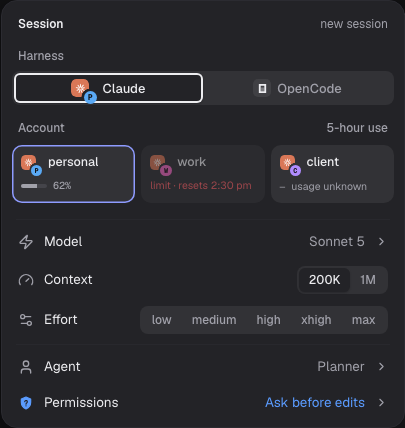 Session new session
Harness
Claude OpenCode
P
Account 5-hour use
personal work client
P W C
62% limit · resets 2:30 pm ~ usage unknown
Model Sonnet 5
Context 200K 1M
Effort low medium high xhigh max
Agent Planner
Permissions Ask before edits